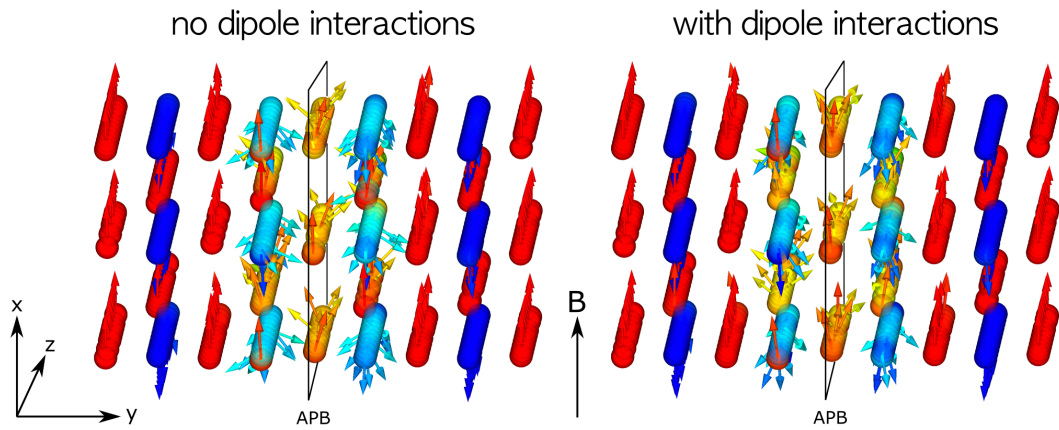 no dipole interactions
with dipole interactions
x
z
y
APB
B
APB